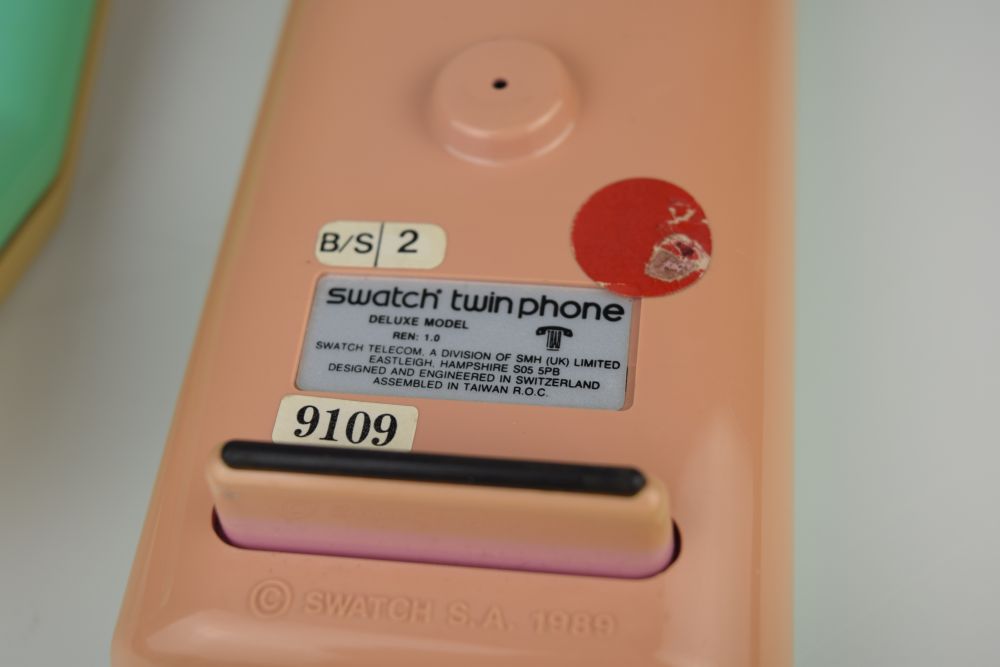 B/S 2
swatch® twin phone
DELUXE MODEL
REN: 1.0
SWATCH TELECOM, A DIVISION OF SMH (UK) LIMITED
EASTLEIGH, HAMPSHIRE S05 5PB
DESIGNED AND ENGINEERED IN SWITZERLAND
ASSEMBLED IN TAIWAN R.O.C.
9109
© SWATCH S.A. 1989